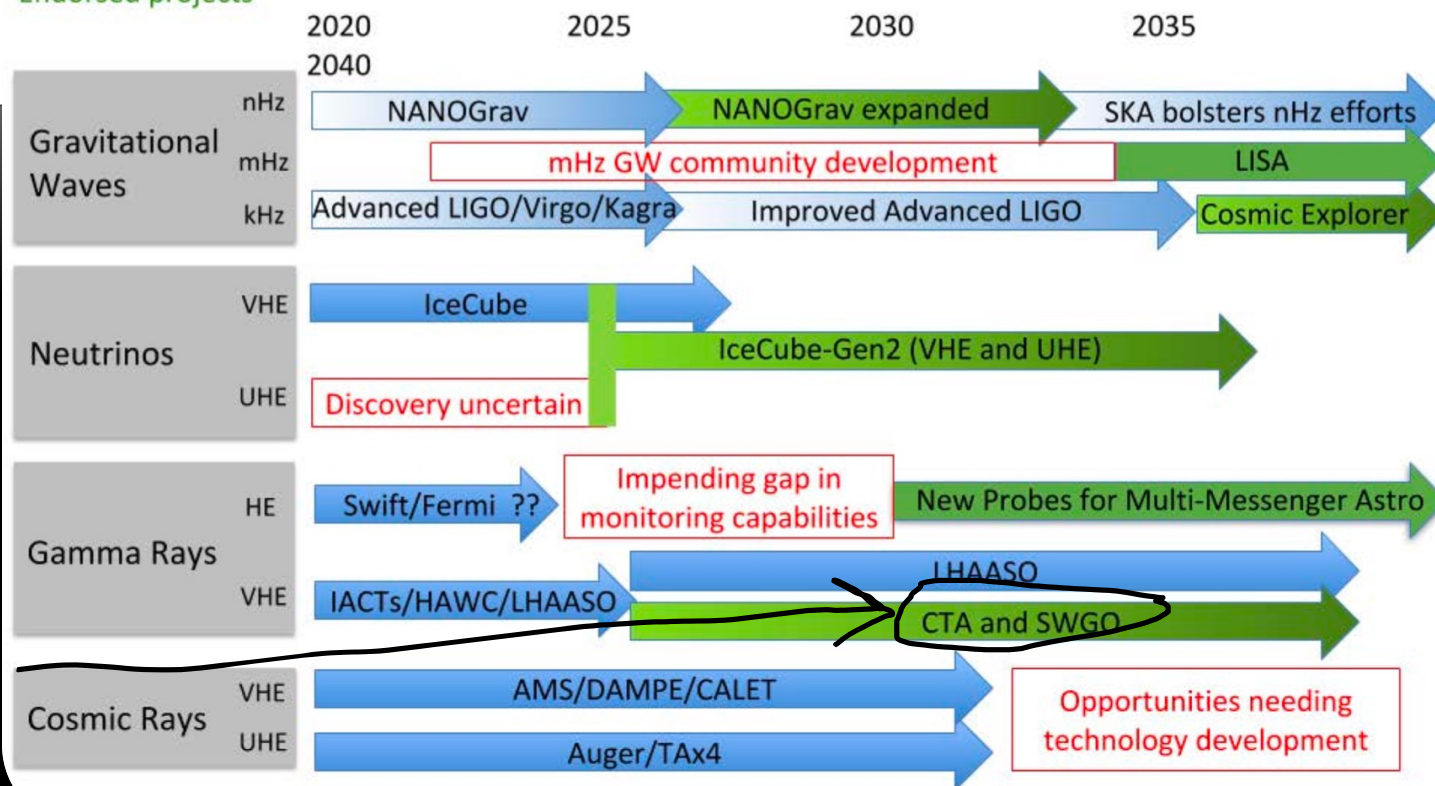 Endorsed projects
2020 2025 2030 2035
2040
Gravitational
Waves
nHz
mHz
kHz
NANOGrav
NANOGrav expanded
SKA bolsters nHz efforts
mHz GW community development
LISA
Advanced LIGO/Virgo/Kagra
Improved Advanced LIGO
Cosmic Explorer
Neutrinos
VHE
UHE
IceCube
IceCube-Gen2 (VHE and UHE)
Discovery uncertain
Gamma Rays
HE
VHE
Swift/Fermi ??
Impending gap in
monitoring capabilities
New Probes for Multi-Messenger Astro
IACTs/HAWC/LHAASO
LHAASO
CTA and SWGO
Cosmic Rays
VHE
UHE
AMS/DAMPE/CALET
Auger/TAx4
Opportunities needing
technology development